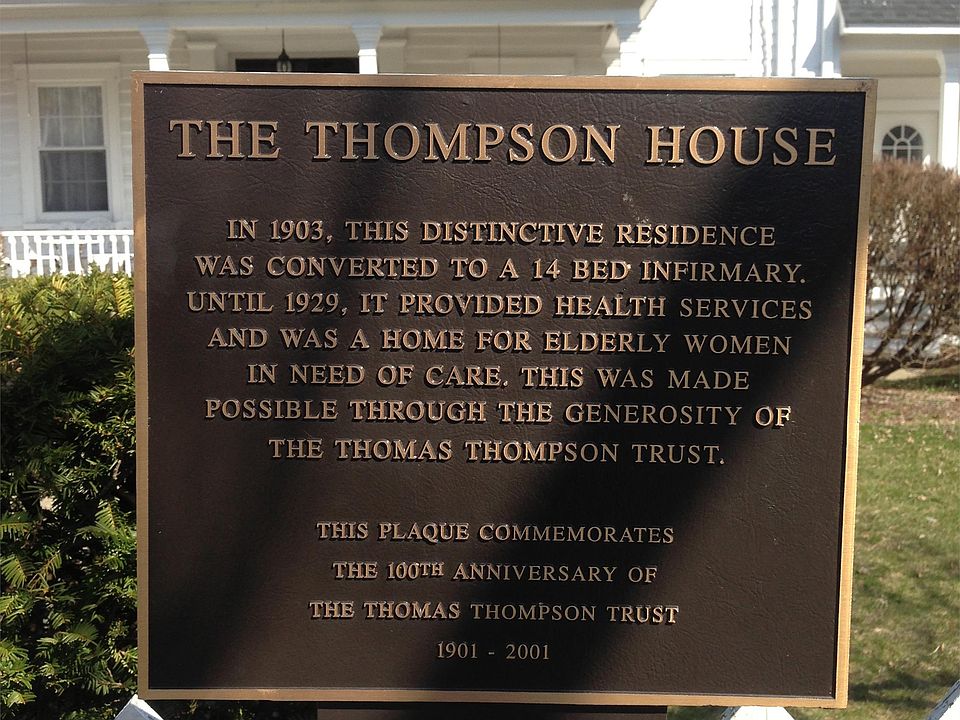 THE THOMPSON HOUSE
IN 1903, THIS DISTINCTIVE RESIDENCE
WAS CONVERTED TO A 14 BED INFIRMARY.
UNTIL 1929, IT PROVIDED HEALTH SERVICES
AND WAS A HOME FOR ELDERLY WOMEN
IN NEED OF CARE. THIS WAS MADE
POSSIBLE THROUGH THE GENEROSITY OF
THE THOMAS THOMPSON TRUST.
THIS PLAQUE COMMEMORATES
THE 100TH ANNIVERSARY OF
THE THOMAS THOMPSON TRUST
1901 - 2001